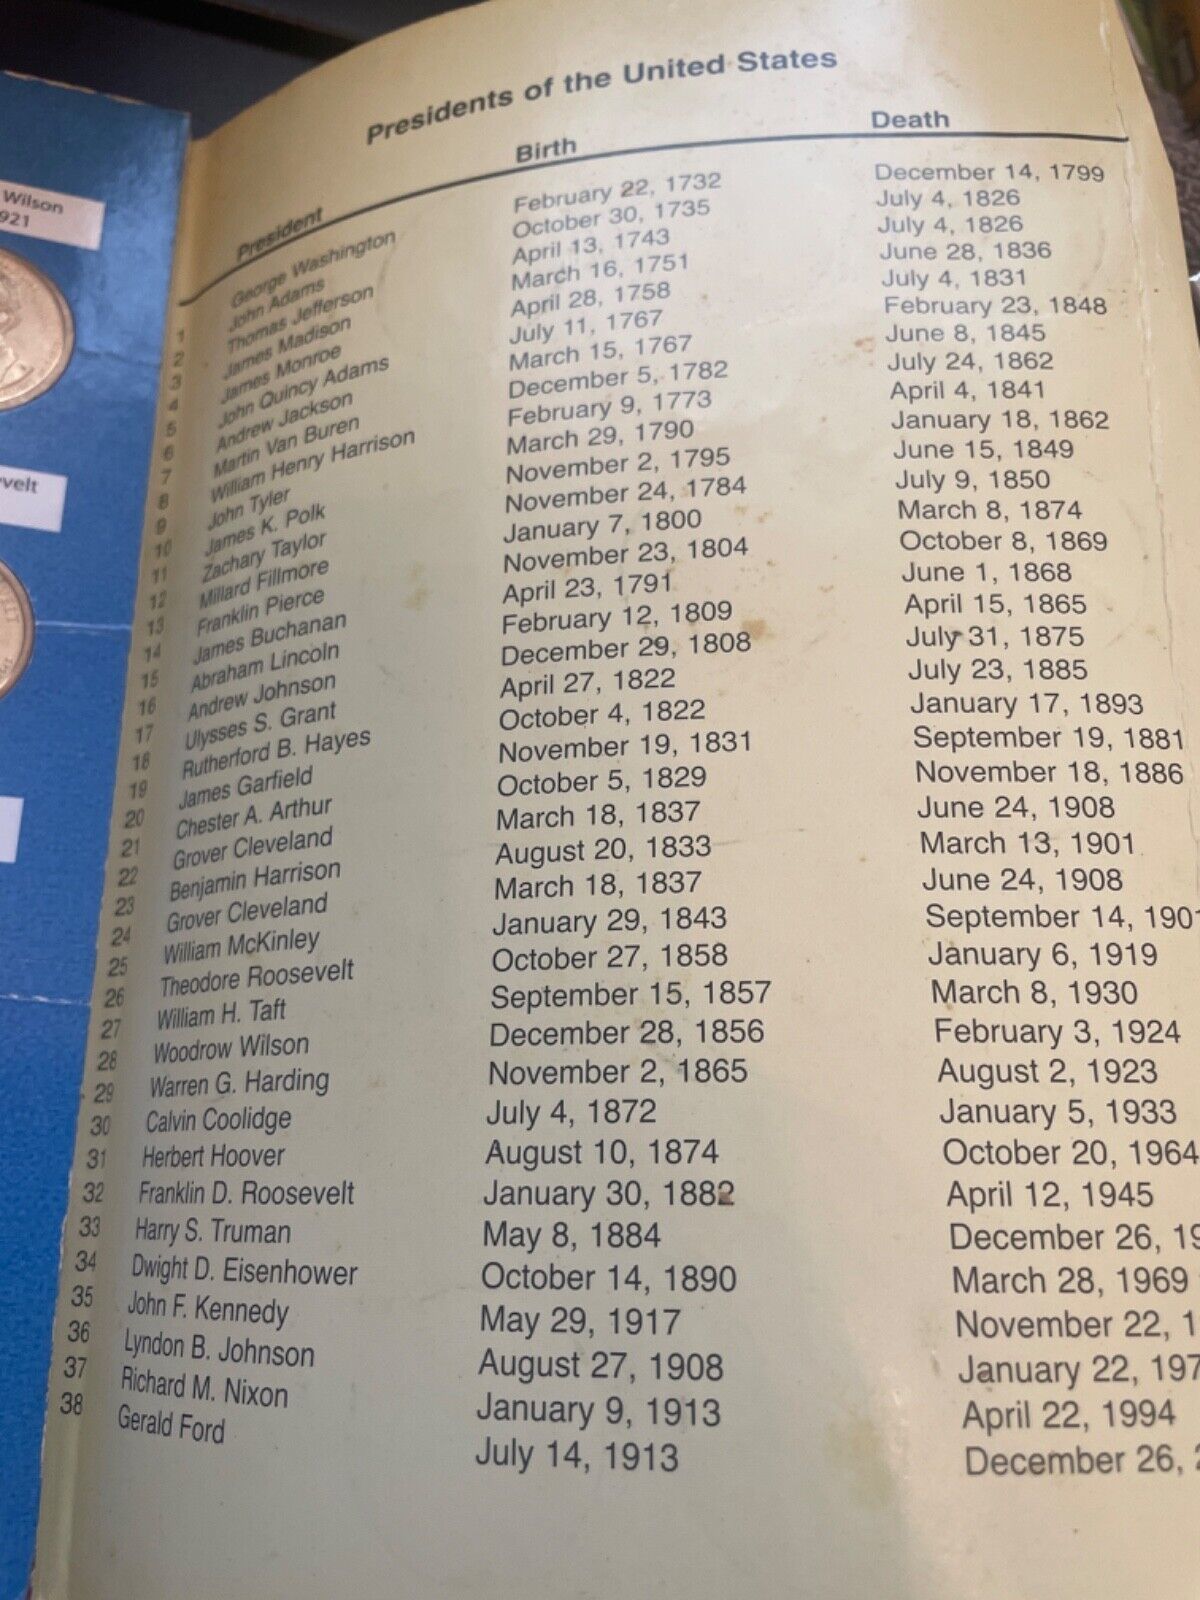 Wilson
921
velt
Presidents of the United States
President Birth Death
1 George Washington February 22, 1732 December 14, 1799
2 John Adams October 30, 1735 July 4, 1826
3 Thomas Jefferson April 13, 1743 July 4, 1826
4 James Madison March 16, 1751 June 28, 1836
5 James Monroe April 28, 1758 July 4, 1831
6 John Quincy Adams July 11, 1767 February 23, 1848
7 Andrew Jackson March 15, 1767 June 8, 1845
8 Martin Van Buren December 5, 1782 July 24, 1862
9 William Henry Harrison February 9, 1773 April 4, 1841
10 John Tyler March 29, 1790 January 18, 1862
11 James K. Polk November 2, 1795 June 15, 1849
12 Zachary Taylor November 24, 1784 July 9, 1850
13 Millard Fillmore January 7, 1800 March 8, 1874
14 Franklin Pierce November 23, 1804 October 8, 1869
15 James Buchanan April 23, 1791 June 1, 1868
16 Abraham Lincoln February 12, 1809 April 15, 1865
17 Andrew Johnson December 29, 1808 July 31, 1875
18 Ulysses S. Grant April 27, 1822 July 23, 1885
19 Rutherford B. Hayes October 4, 1822 January 17, 1893
20 James Garfield November 19, 1831 September 19, 1881
21 Chester A. Arthur October 5, 1829 November 18, 1886
22 Grover Cleveland March 18, 1837 June 24, 1908
23 Benjamin Harrison August 20, 1833 March 13, 1901
24 Grover Cleveland March 18, 1837 June 24, 1908
25 William McKinley January 29, 1843 September 14, 190
26 Theodore Roosevelt October 27, 1858 January 6, 1919
27 William H. Taft September 15, 1857 March 8, 1930
28 Woodrow Wilson December 28, 1856 February 3, 1924
29 Warren G. Harding November 2, 1865 August 2, 1923
30 Calvin Coolidge July 4, 1872 January 5, 1933
31 Herbert Hoover August 10, 1874 October 20, 1964
32 Franklin D. Roosevelt January 30, 1882 April 12, 1945
33 Harry S. Truman May 8, 1884 December 26, 19
34 Dwight D. Eisenhower October 14, 1890 March 28, 1969
35 John F. Kennedy May 29, 1917 November 22, 1
36 Lyndon B. Johnson August 27, 1908 January 22, 197
37 Richard M. Nixon January 9, 1913 April 22, 1994
38 Gerald Ford July 14, 1913 December 26,